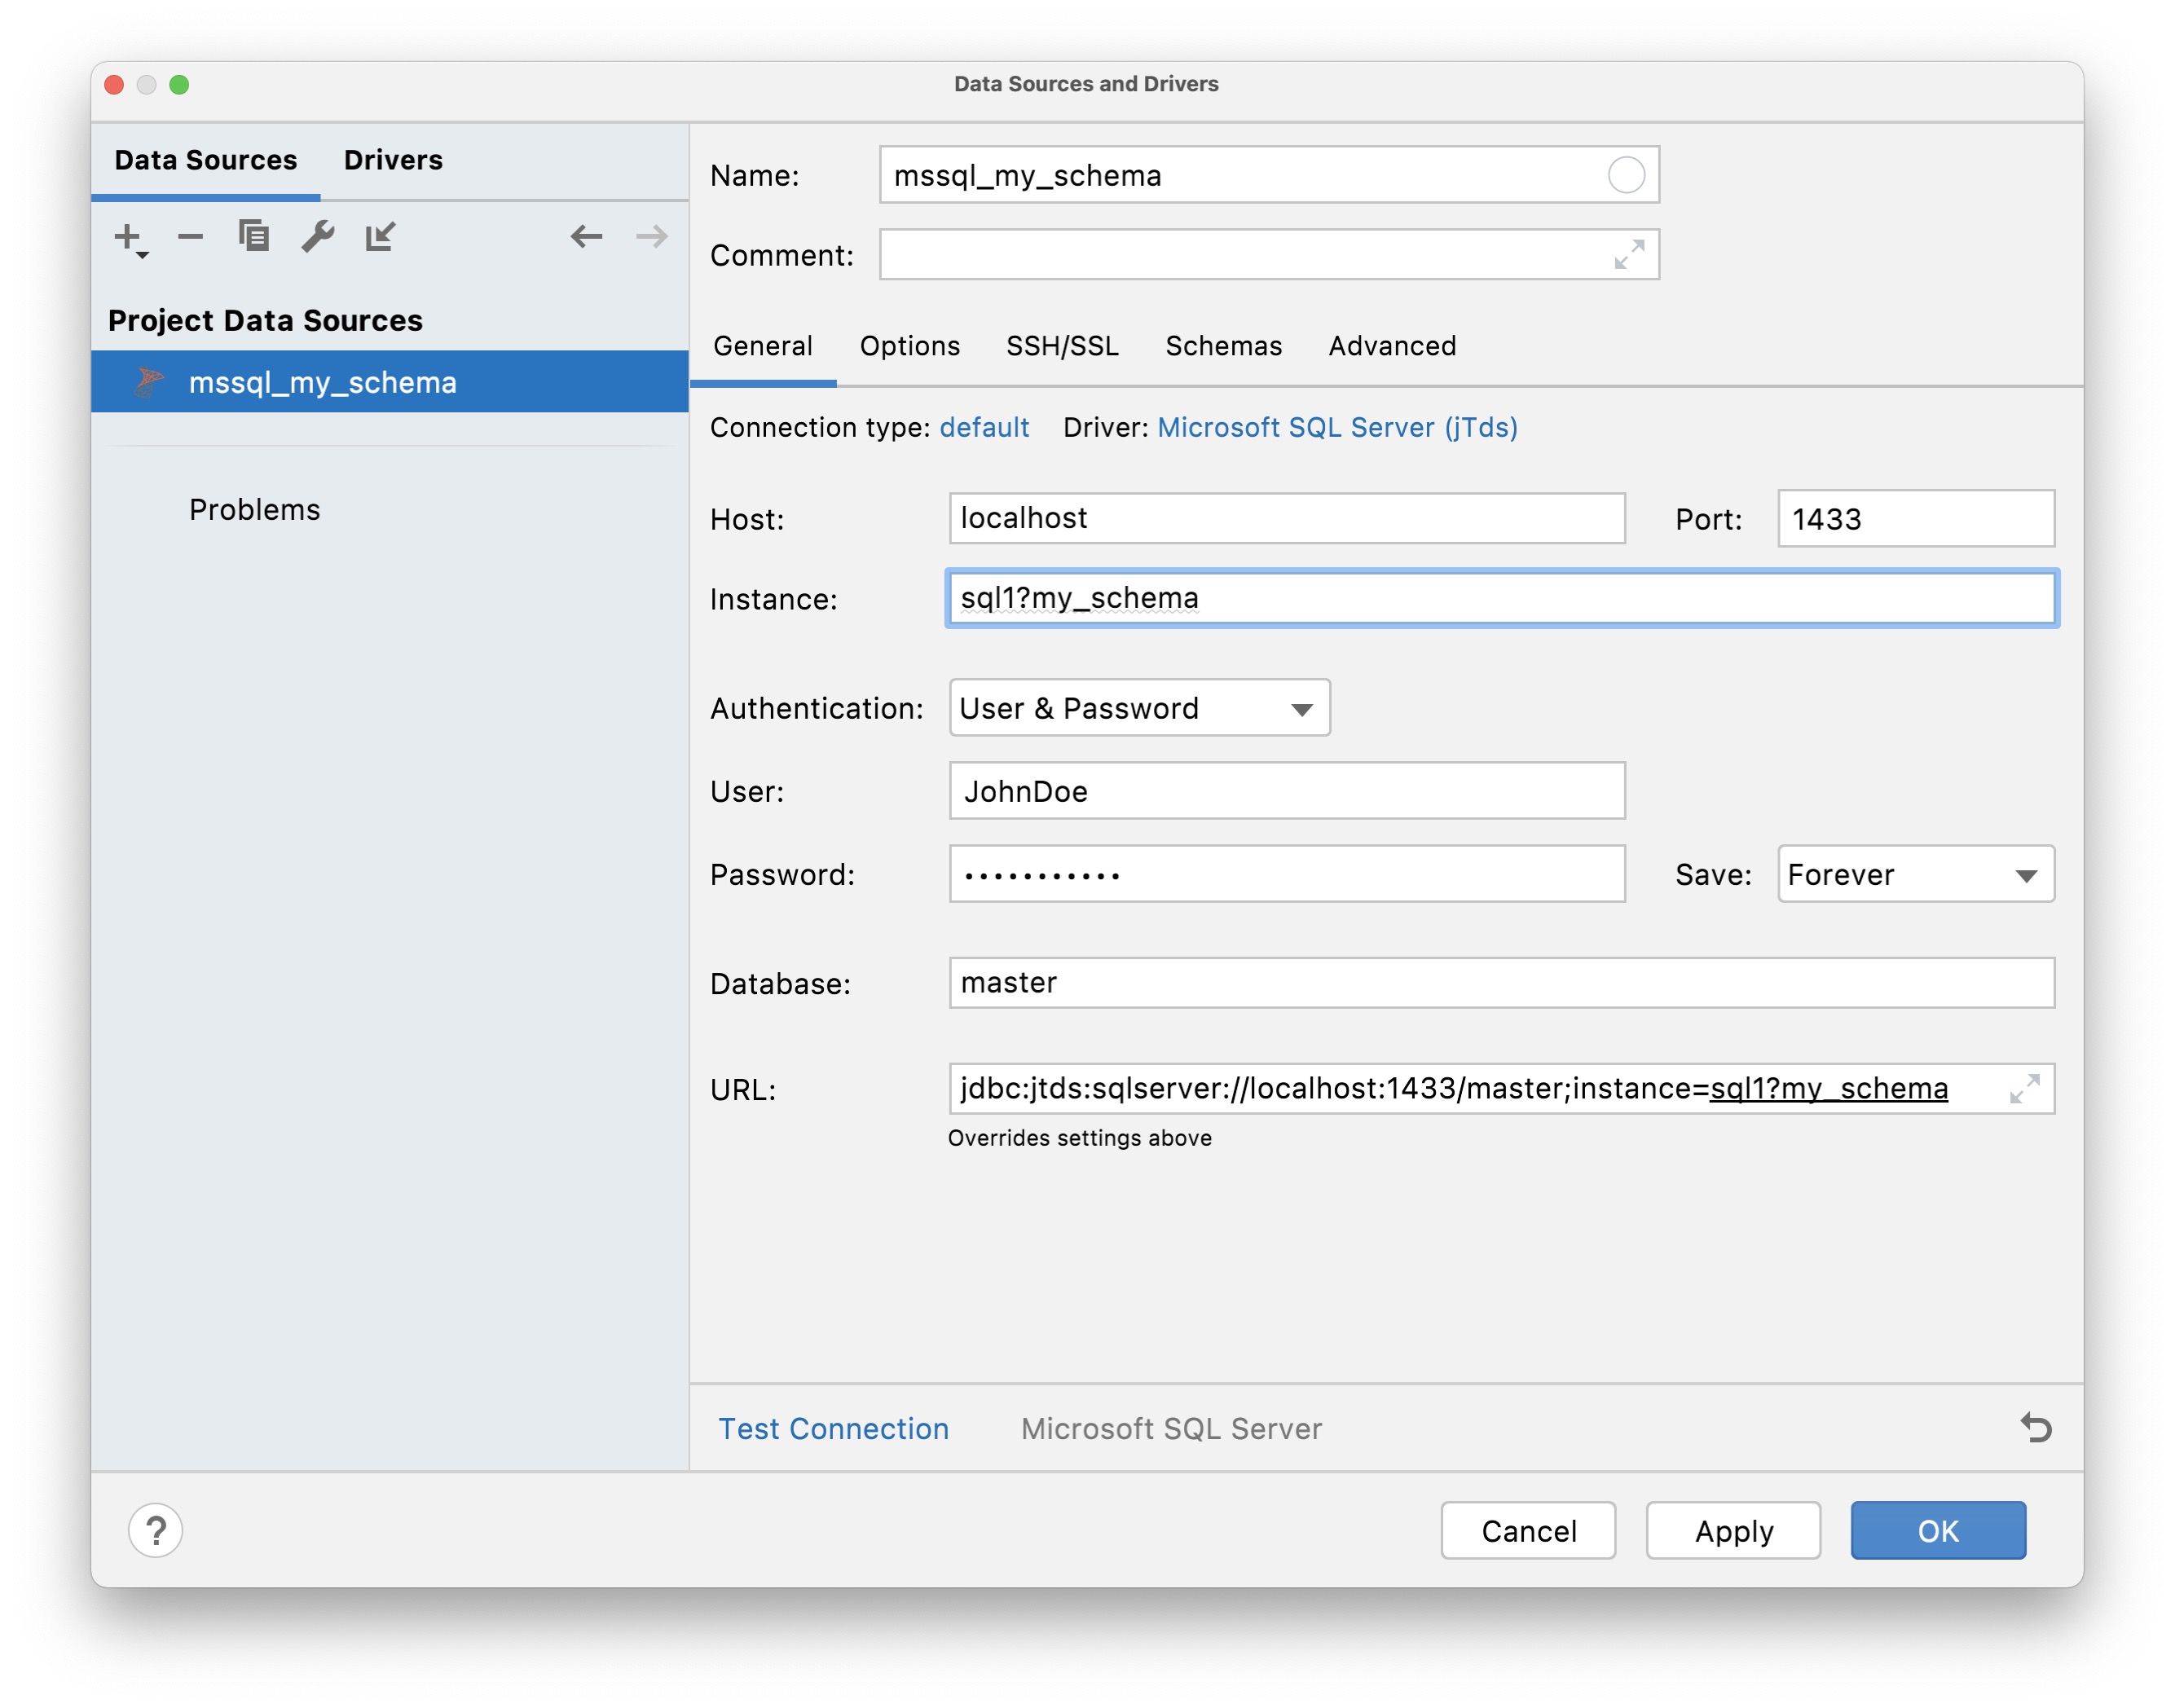 Data Sources and Drivers
Data Sources Drivers
Project Data Sources
mssql_my_schema
Problems
Name: mssql_my_schema
Comment:
General Options SSH/SSL Schemas Advanced
Connection type: default Driver: Microsoft SQL Server (jTds)
Host: localhost Port: 1433
Instance: sql1?my_schema
Authentication: User & Password
User: JohnDoe
Password: •••••••••••  Save: Forever
Database: master
URL: jdbc:jtds:sqlserver://localhost:1433/master;instance=sql1?my_schema
Overrides settings above
Test Connection Microsoft SQL Server
? Cancel Apply OK